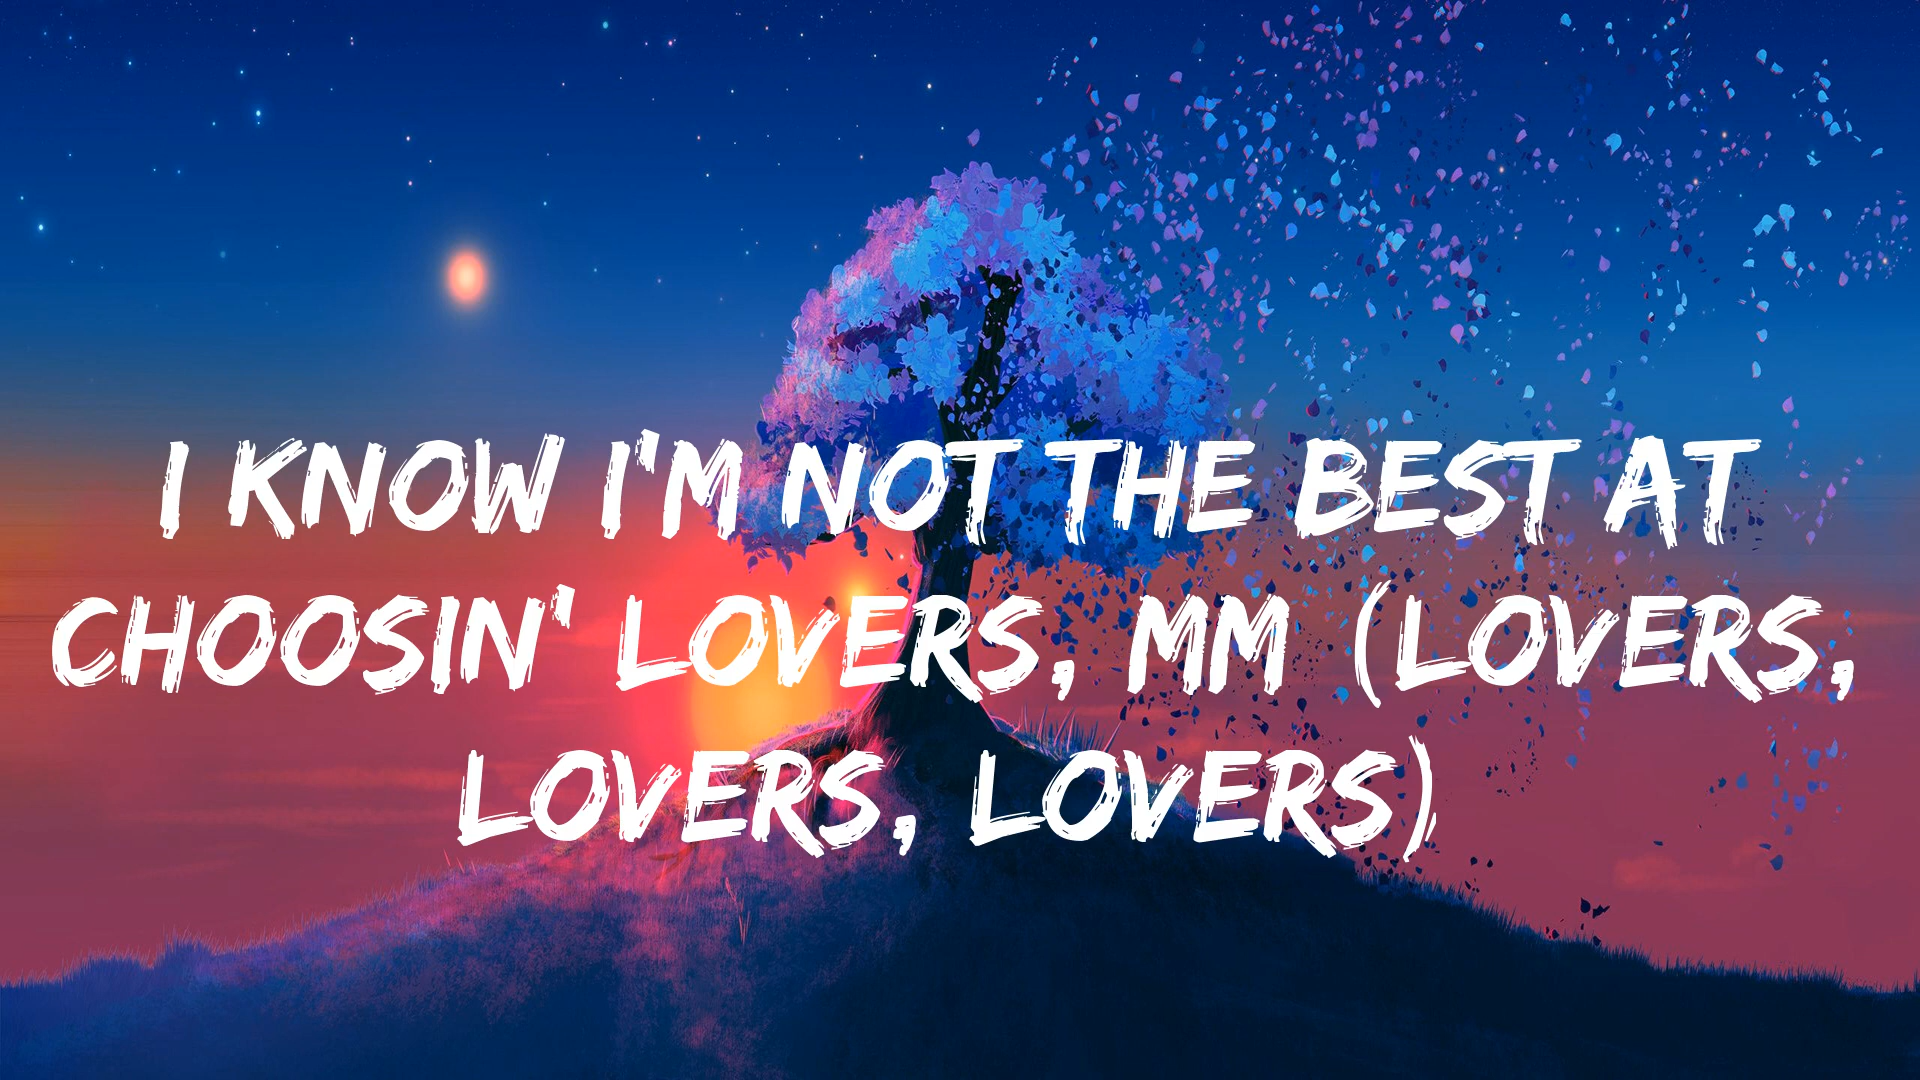 I KNOW I'M NOT THE BEST AT
CHOOSIN' LOVERS, MM (LOVERS,
LOVERS, LOVERS)